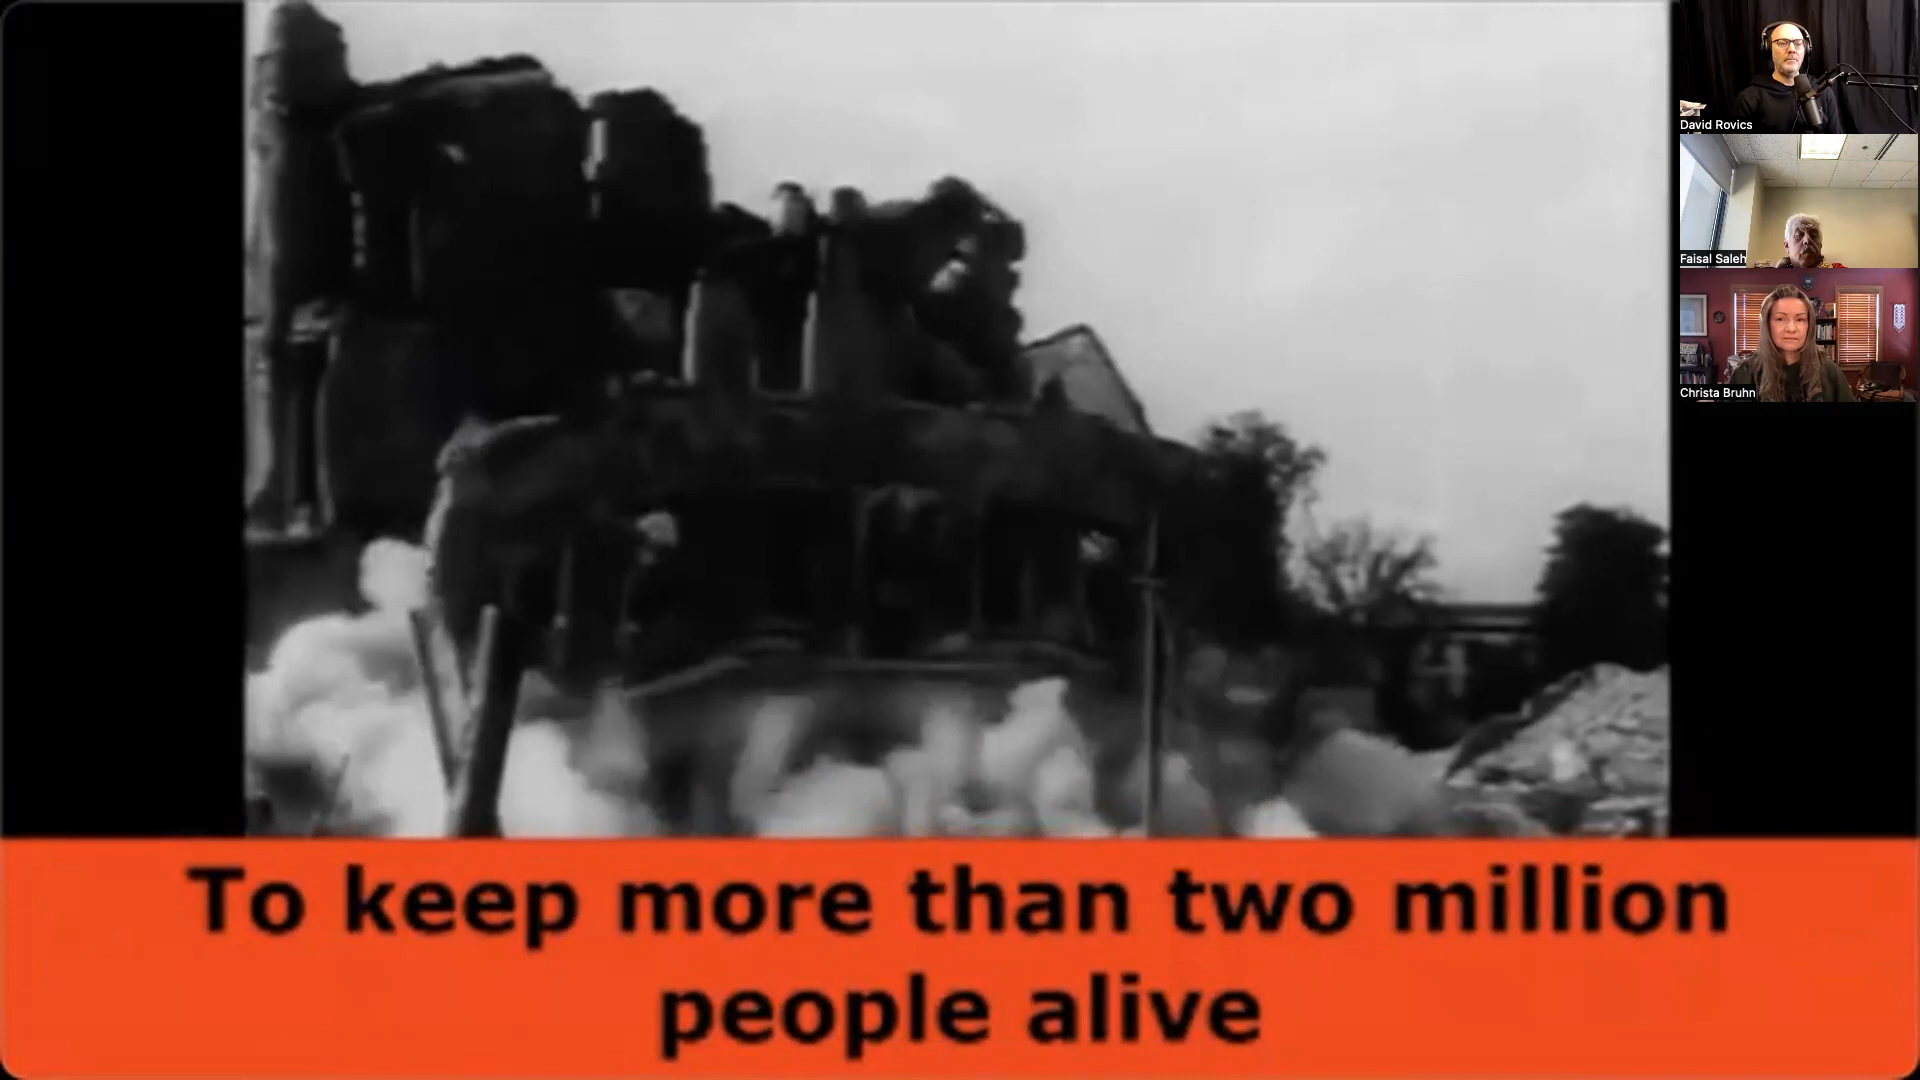 David Rovics
Faisal Saleh
Christa Bruhn
To keep more than two million
people alive